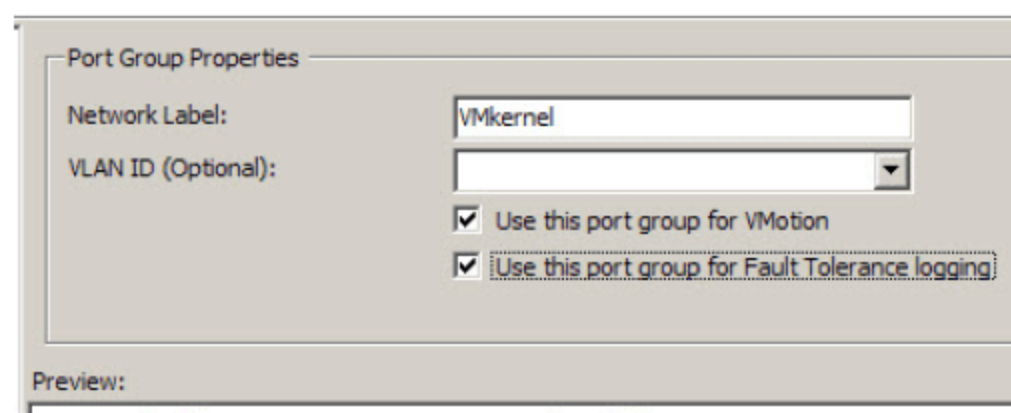 Port Group Properties
Network Label:
VMkernel
VLAN ID (Optional):
Use this port group for VMotion
Use this port group for Fault Tolerance logging
Preview: